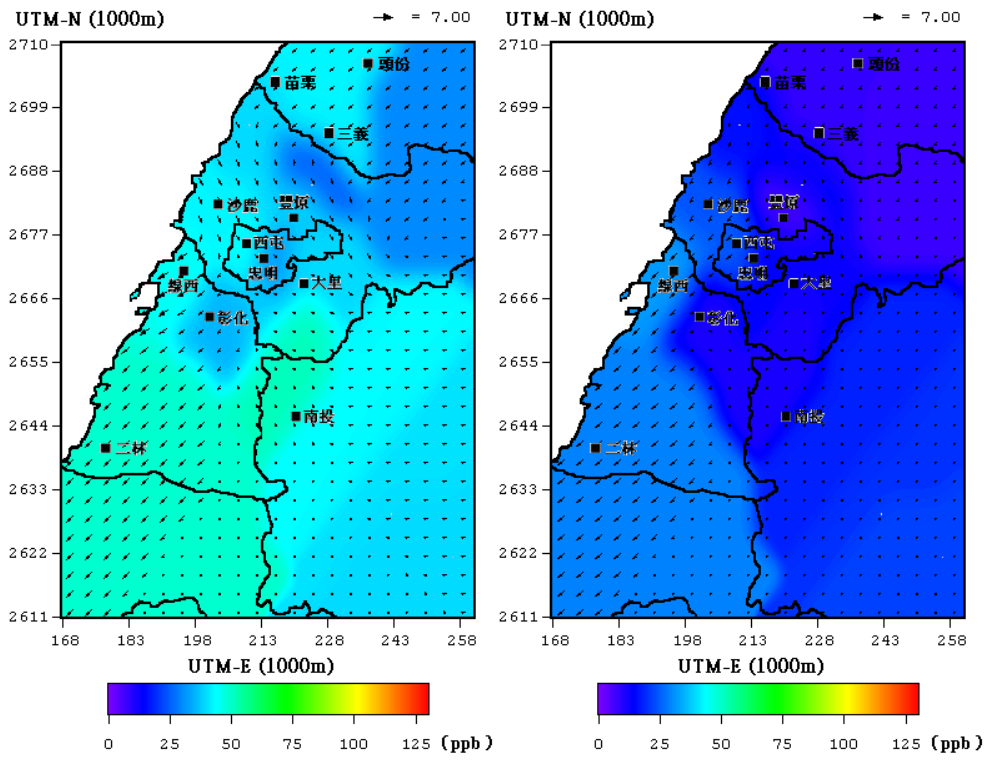 UTM-N (1000m)
= 7.00
2710
2699
2688
2677
2666
2655
2644
2633
2622
2611
頭份
苗栗
三義
沙鹿
豐原
西屯
忠明
線西
大里
彰化
南投
二林
168 183 198 213 228 243 258
UTM-E (1000m)
0 25 50 75 100 125 (ppb)
UTM-N (1000m)
= 7.00
2710
2699
2688
2677
2666
2655
2644
2633
2622
2611
頭份
苗栗
三義
沙鹿
豐原
西屯
忠明
線西
大里
彰化
南投
二林
168 183 198 213 228 243 258
UTM-E (1000m)
0 25 50 75 100 125 (ppb)